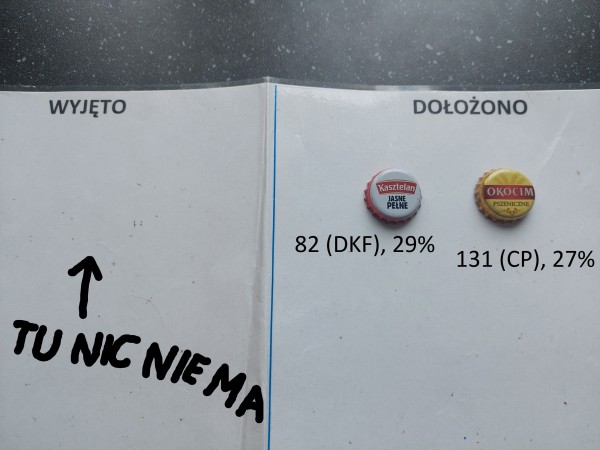 WYJĘTO
DOŁOŻONO
Kasztelan
JASNE
PEŁNE
OKOCIM
PSZENICZNE
82 (DKF), 29%
131 (CP), 27%
TU NIC NIE MA